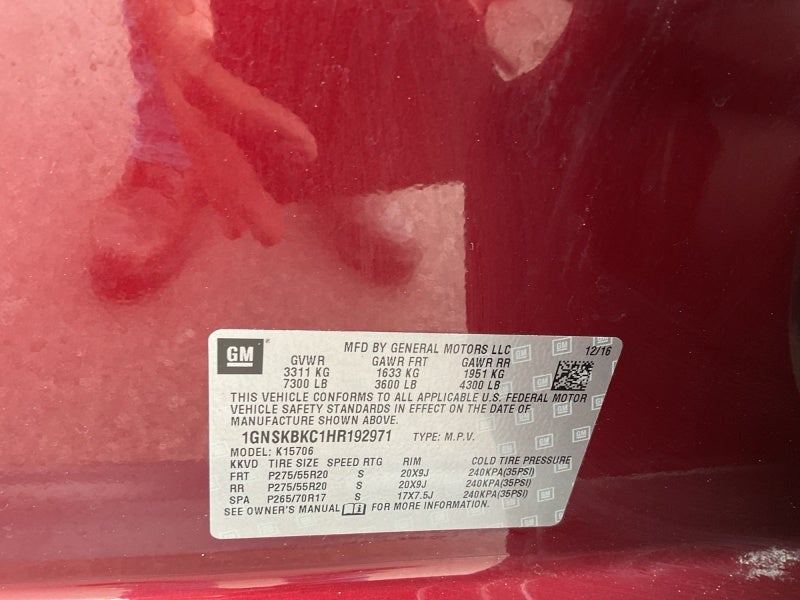 GM
MFD BY GENERAL MOTORS LLC 12/16
GVWR GAWR FRT GAWR RR
3311 KG 1633 KG 1951 KG
7300 LB 3600 LB 4300 LB
THIS VEHICLE CONFORMS TO ALL APPLICABLE U.S. FEDERAL MOTOR
VEHICLE SAFETY STANDARDS IN EFFECT ON THE DATE OF
MANUFACTURE SHOWN ABOVE.
1GNSKBKC1HR192971 TYPE: M.P.V.
MODEL: K15706
KKVD TIRE SIZE SPEED RTG RIM COLD TIRE PRESSURE
FRT P275/55R20 S 20X9J 240KPA(35PSI)
RR P275/55R20 S 20X9J 240KPA(35PSI)
SPA P265/70R17 S 17X7.5J 240KPA(35PSI)
SEE OWNER'S MANUAL i FOR MORE INFORMATION.